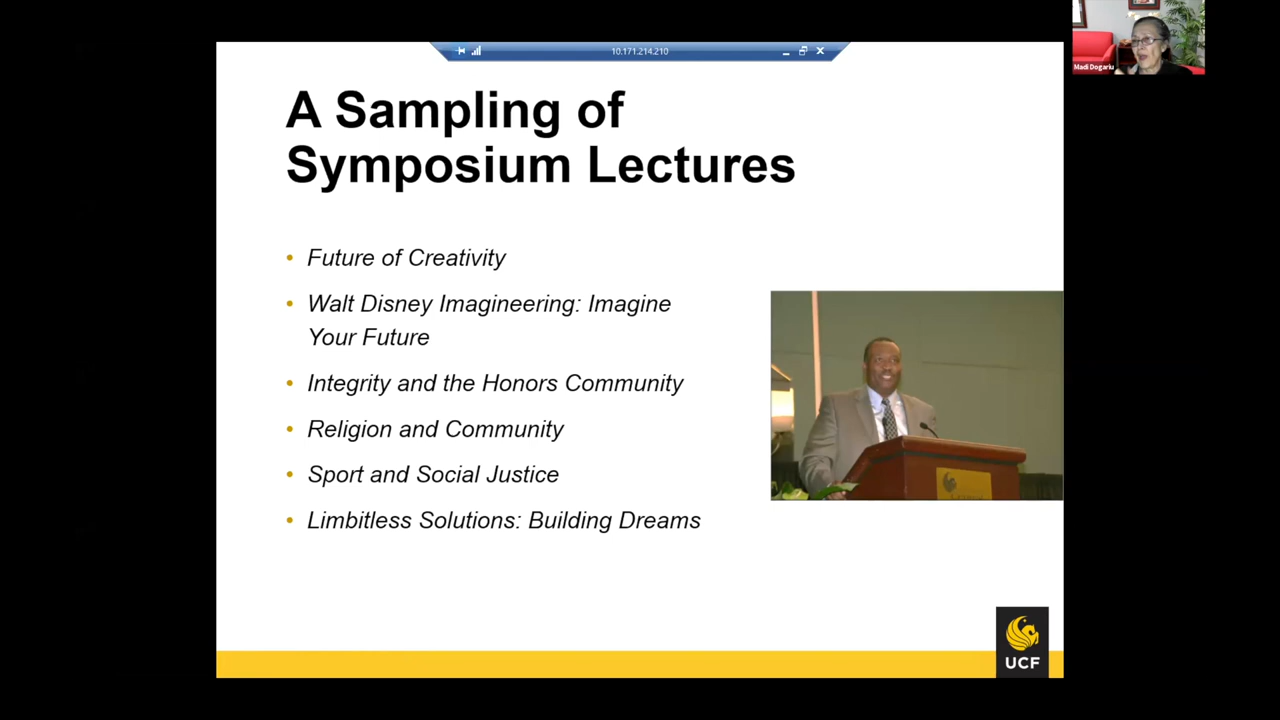 10.171.214.210
Madi Dogariu
A Sampling of
Symposium Lectures
• Future of Creativity
• Walt Disney Imagineering: Imagine
Your Future
• Integrity and the Honors Community
• Religion and Community
• Sport and Social Justice
• Limbitless Solutions: Building Dreams
UCF